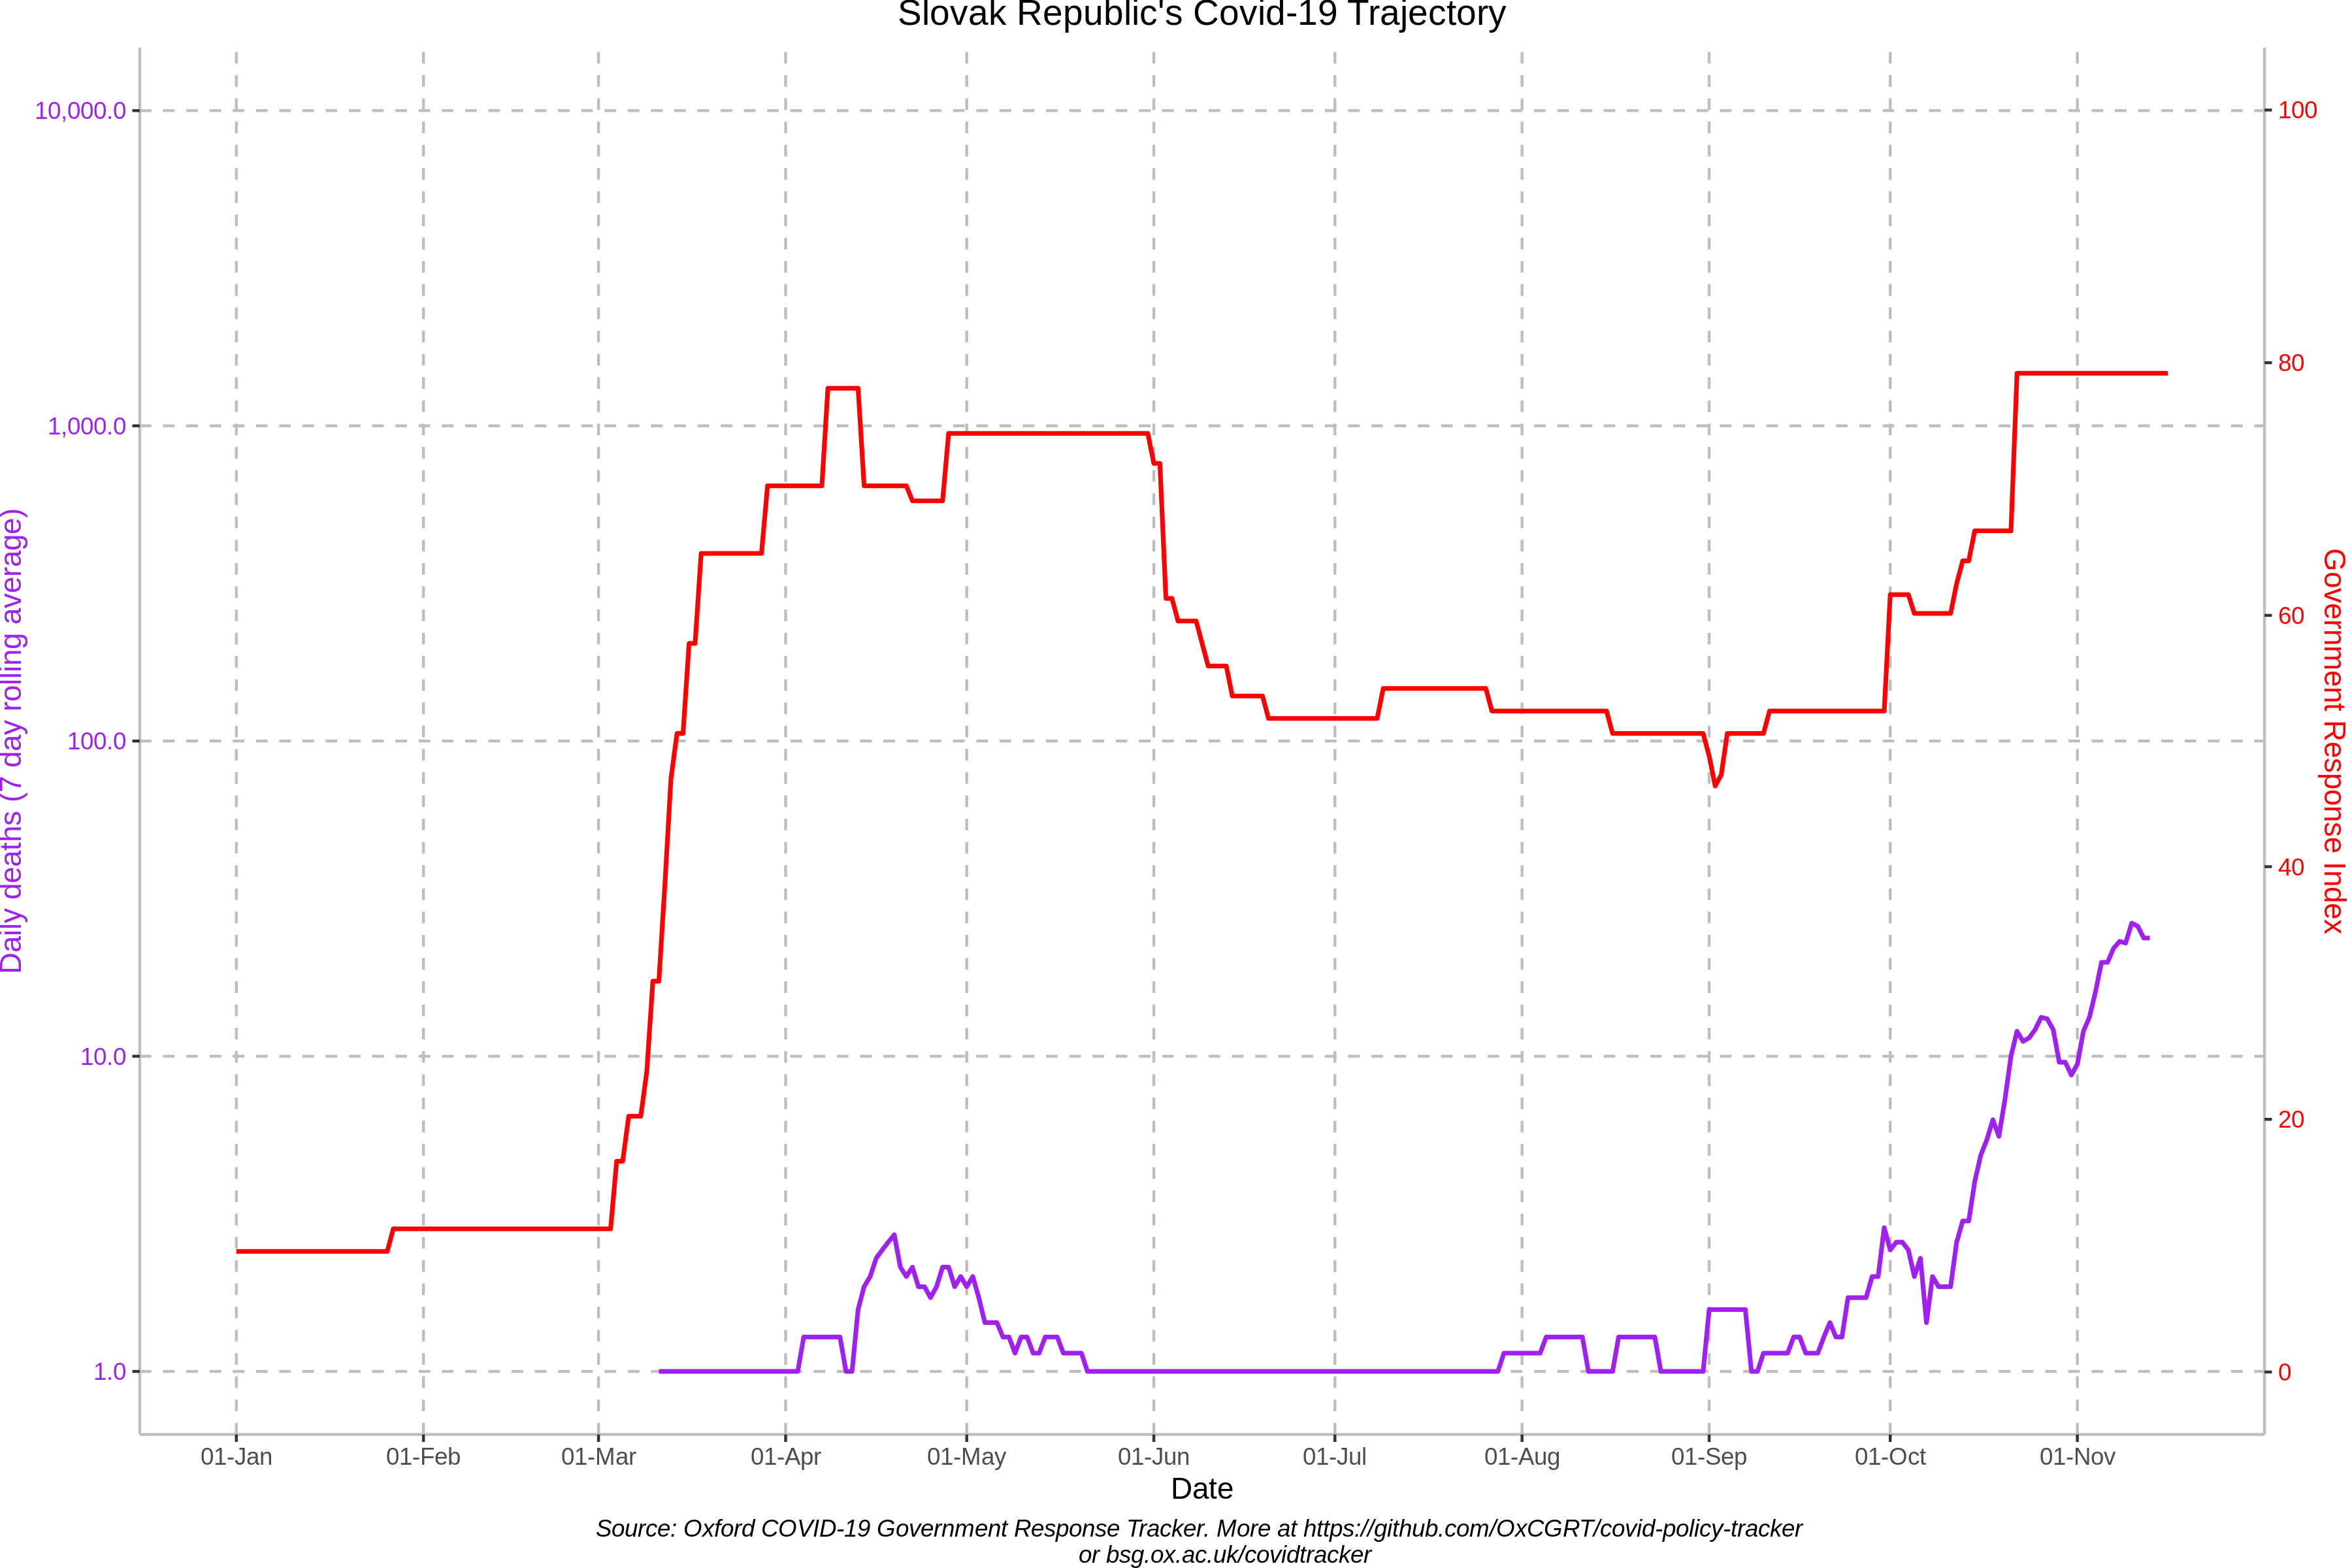 Slovak Republic's Covid-19 Trajectory
Daily deaths (7 day rolling average)
10,000.0
1,000.0
100.0
10.0
1.0
100
80
60
40
20
0
Government Response Index
01-Jan
01-Feb
01-Mar
01-Apr
01-May
01-Jun
01-Jul
01-Aug
01-Sep
01-Oct
01-Nov
Date
Source: Oxford COVID-19 Government Response Tracker. More at https://github.com/OxCGRT/covid-policy-tracker
or bsg.ox.ac.uk/covidtracker